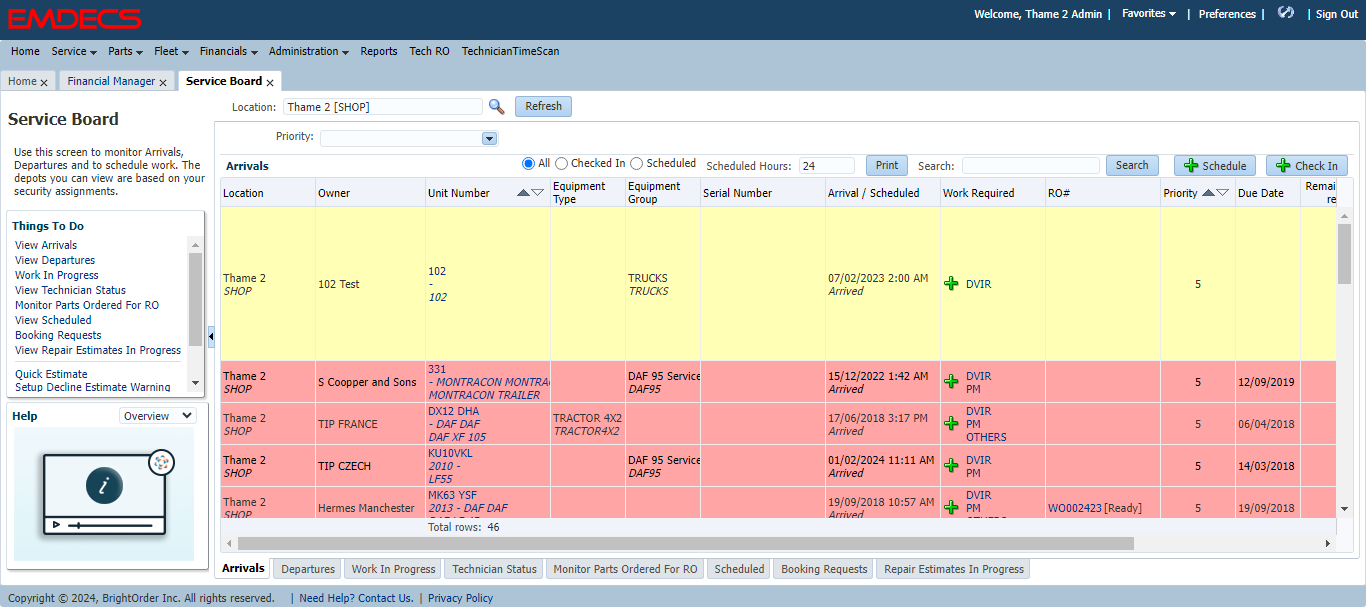 EMDECS
Welcome, Thame 2 Admin | Favorites | Preferences | | Sign Out
Home Service Parts Fleet Financials Administration Reports Tech RO TechnicianTimeScan
Home x Financial Manager x Service Board x
Service Board
Use this screen to monitor Arrivals,
Departures and to schedule work. The
depots you can view are based on your
security assignments.
Things To Do
View Arrivals
View Departures
Work In Progress
View Technician Status
Monitor Parts Ordered For RO
View Scheduled
Booking Requests
View Repair Estimates In Progress
Quick Estimate
Setup Decline Estimate Warning
Help Overview
i
Location: Thame 2 [SHOP] Refresh
Priority:
Arrivals All Checked In Scheduled Scheduled Hours: 24 Print Search: Search Schedule Check In
Location Owner Unit Number Equipment Type Equipment Group Serial Number Arrival / Scheduled Work Required RO# Priority Due Date Remai re
Thame 2 SHOP 102 Test 102 - 102 TRUCKS TRUCKS 07/02/2023 2:00 AM Arrived DVIR 5
Thame 2 SHOP S Coopper and Sons 331 - MONTRACON MONTRA MONTRACON TRAILER DAF 95 Service DAF95 15/12/2022 1:42 AM Arrived DVIR PM 5 12/09/2019
Thame 2 SHOP TIP FRANCE DX12 DHA - DAF DAF DAF XF 105 TRACTOR 4X2 TRACTOR4X2 17/06/2018 3:17 PM Arrived DVIR PM OTHERS 5 06/04/2018
Thame 2 SHOP TIP CZECH KU10VKL 2010 - LF55 DAF 95 Service DAF95 01/02/2024 11:11 AM Arrived DVIR PM 5 14/03/2018
Thame 2 SHOP Hermes Manchester MK63 YSF 2013 - DAF DAF 19/09/2018 10:57 AM Arrived DVIR PM OTHERS WO002423 [Ready] 5 19/09/2018
Total rows: 46
Arrivals Departures Work In Progress Technician Status Monitor Parts Ordered For RO Scheduled Booking Requests Repair Estimates In Progress
Copyright © 2024, BrightOrder Inc. All rights reserved. | Need Help? Contact Us. | Privacy Policy